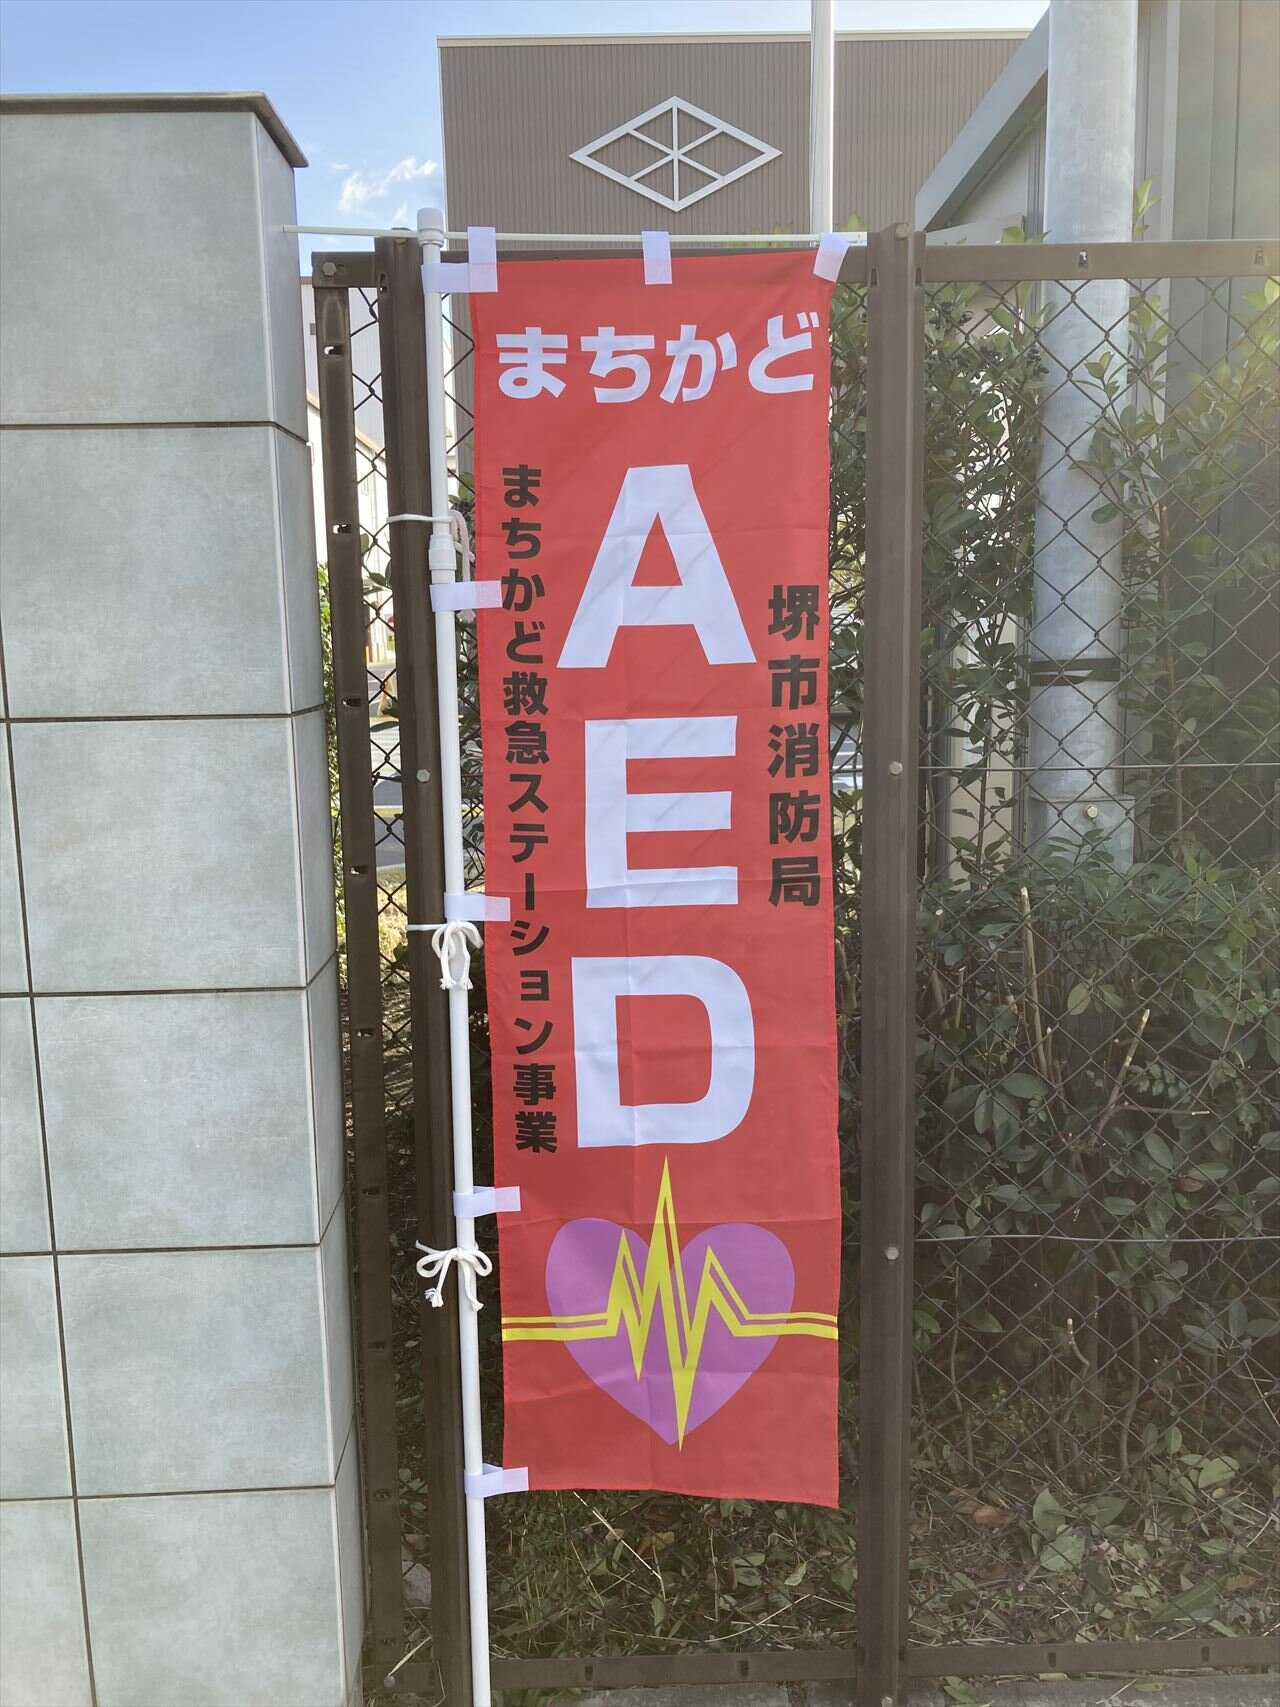 まちかど
AED
堺市消防局
まちかど救急ステーション事業